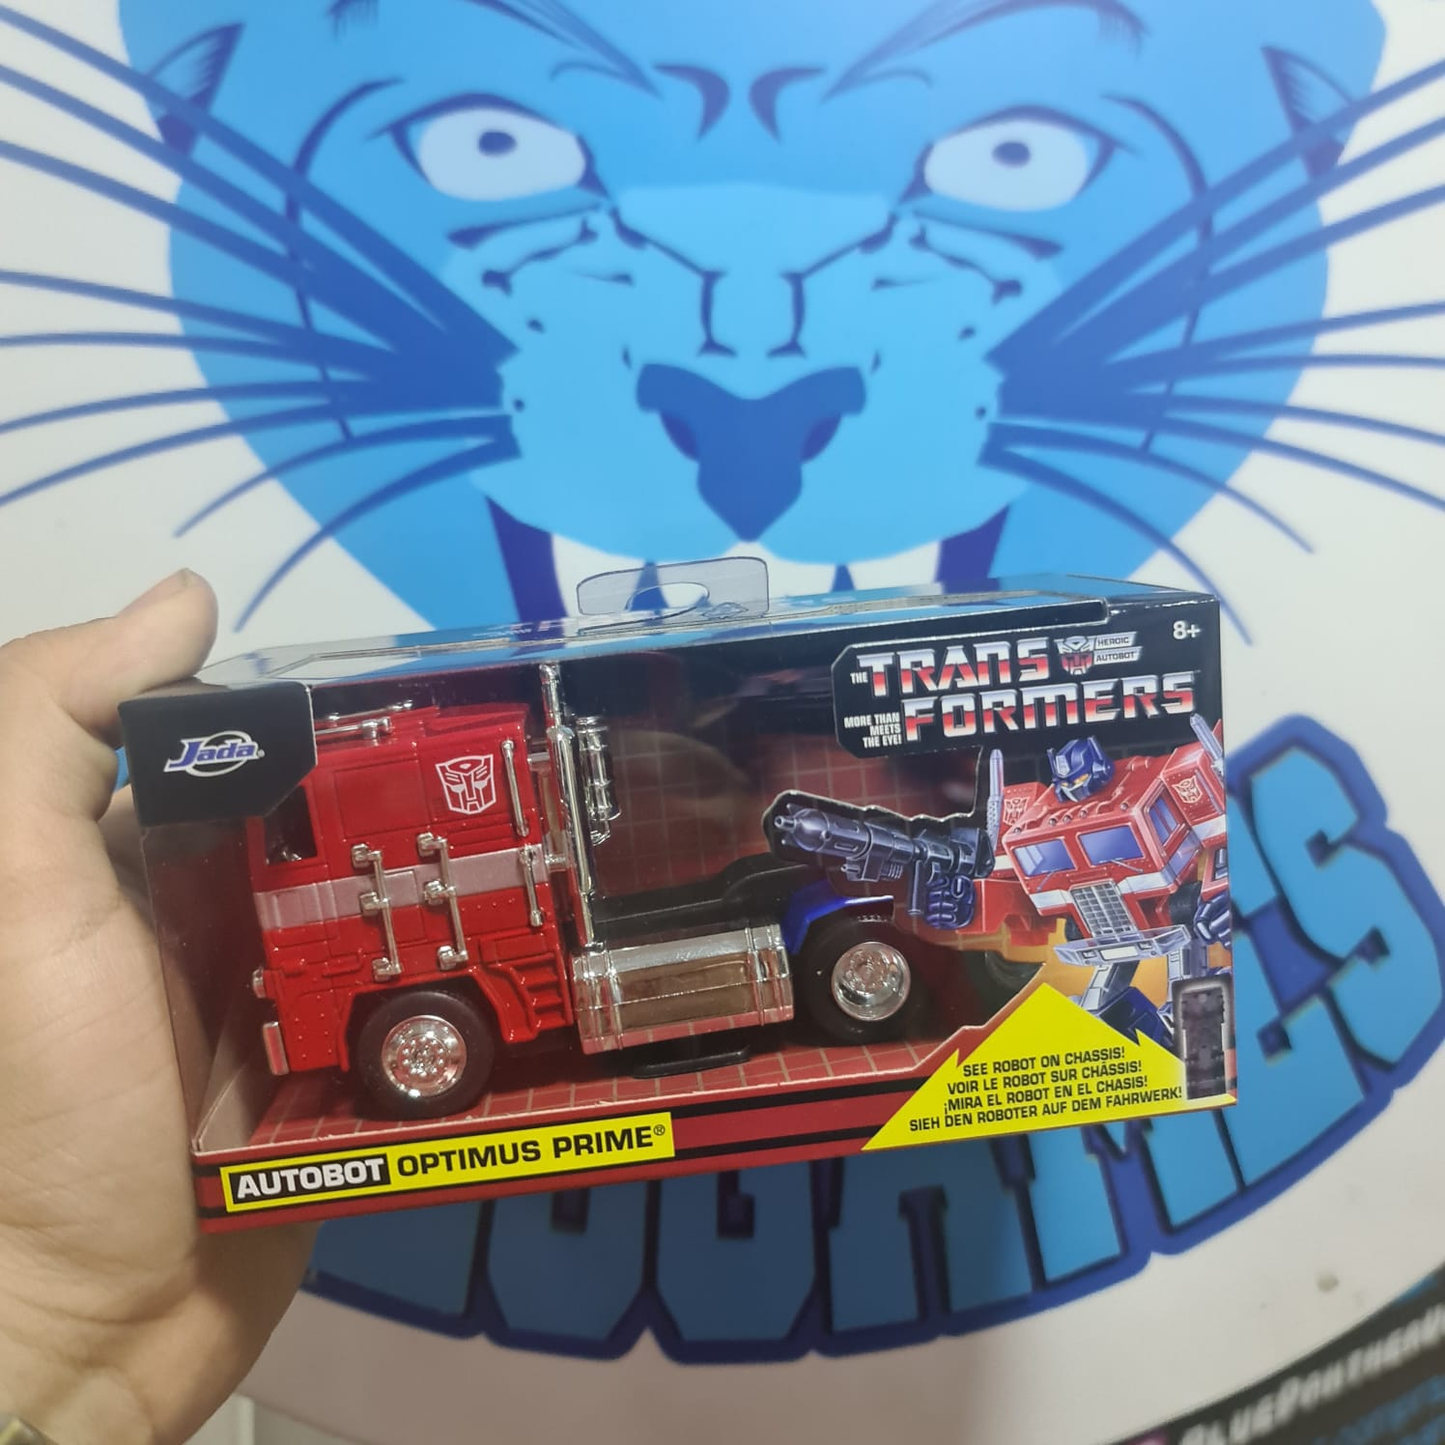 Jada®
THE
TRANS
HEROIC
AUTOBOT
8+
MORE THAN
MEETS
THE EYE!
FORMERS
SEE ROBOT ON CHASSIS!
VOIR LE ROBOT SUR CHÂSSIS!
¡MIRA EL ROBOT EN EL CHASIS!
SIEH DEN ROBOTER AUF DEM FAHRWERK!
AUTOBOT OPTIMUS PRIME®